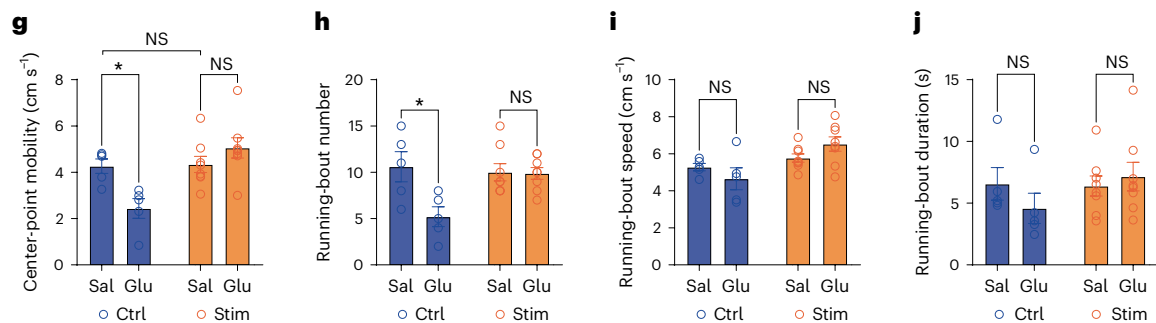 g
Center-point mobility (cm s⁻¹)
8
6
4
2
0
NS
*
NS
Sal Glu Sal Glu
Ctrl Stim
h
Running-bout number
20
15
10
5
0
*
NS
Sal Glu Sal Glu
Ctrl Stim
i
Running-bout speed (cm s⁻¹)
10
8
6
4
2
0
NS
NS
Sal Glu Sal Glu
Ctrl Stim
j
Running-bout duration (s)
15
10
5
0
NS
NS
Sal Glu Sal Glu
Ctrl Stim